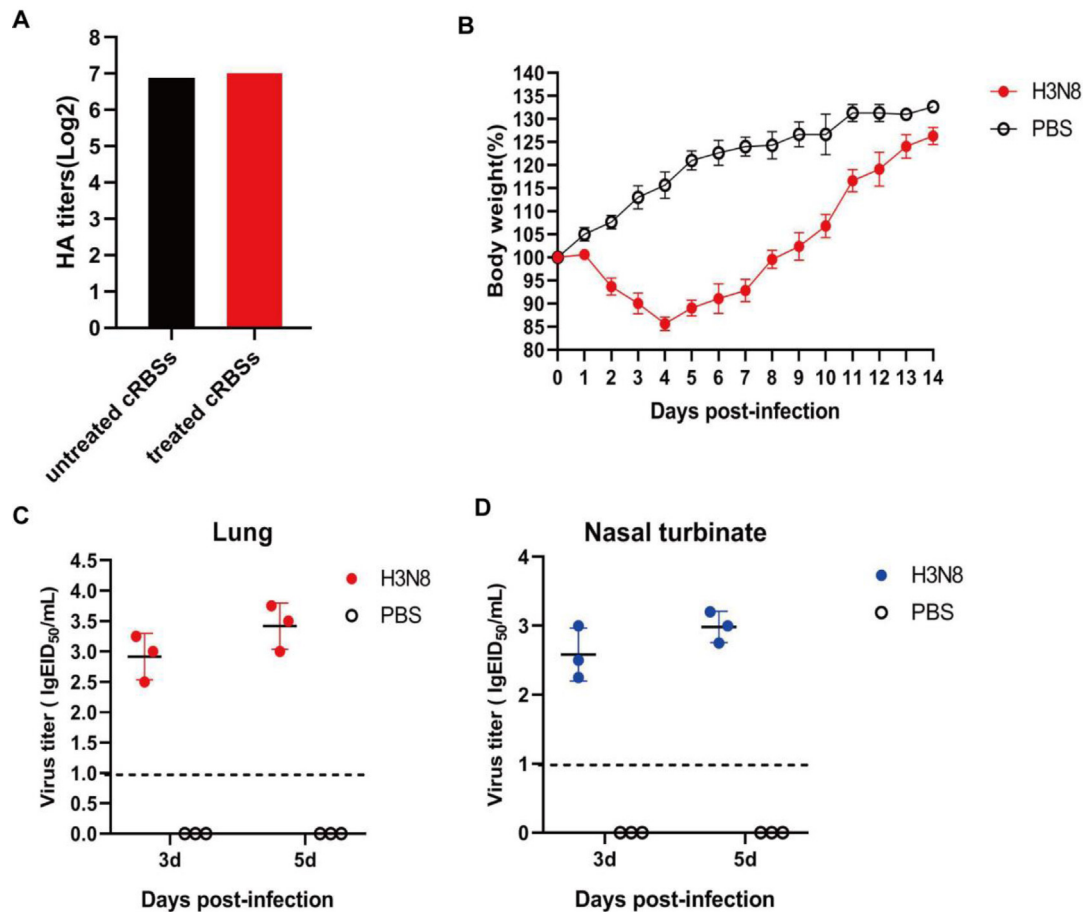 A
HA titers(Log2)
8
7
6
5
4
3
2
1
0
untreated cRBSs
treated cRBSs
B
Body weight(%)
140
135
130
125
120
115
110
105
100
95
90
85
80
0 1 2 3 4 5 6 7 8 9 10 11 12 13 14
Days post-infection
H3N8
PBS
C
Lung
Virus titer ( lgEID50/mL)
4.5
4.0
3.5
3.0
2.5
2.0
1.5
1.0
0.5
0.0
3d 5d
Days post-infection
H3N8
PBS
D
Nasal turbinate
Virus titer ( lgEID50/mL)
4
3
2
1
0
3d 5d
Days post-infection
H3N8
PBS